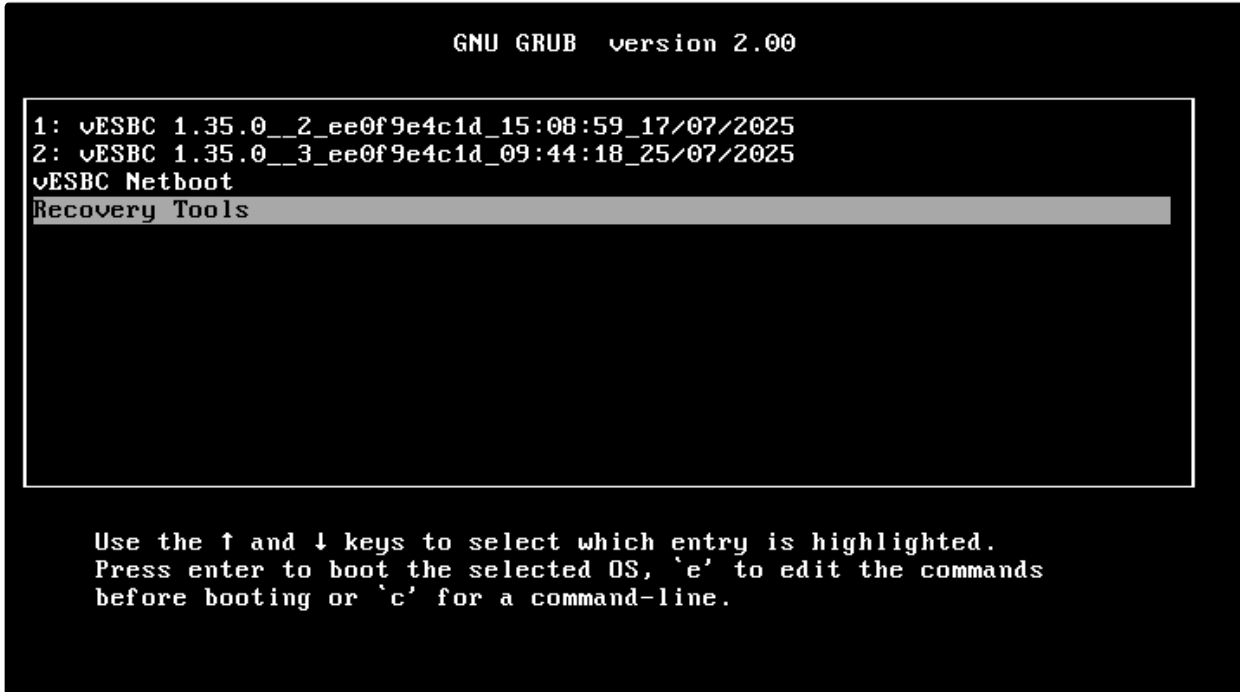 GNU GRUB  version 2.00
1: vESBC 1.35.0__2_ee0f9e4c1d_15:08:59_17/07/2025
2: vESBC 1.35.0__3_ee0f9e4c1d_09:44:18_25/07/2025
vESBC Netboot
Recovery Tools
Use the ↑ and ↓ keys to select which entry is highlighted.
Press enter to boot the selected OS, `e' to edit the commands
before booting or `c' for a command-line.